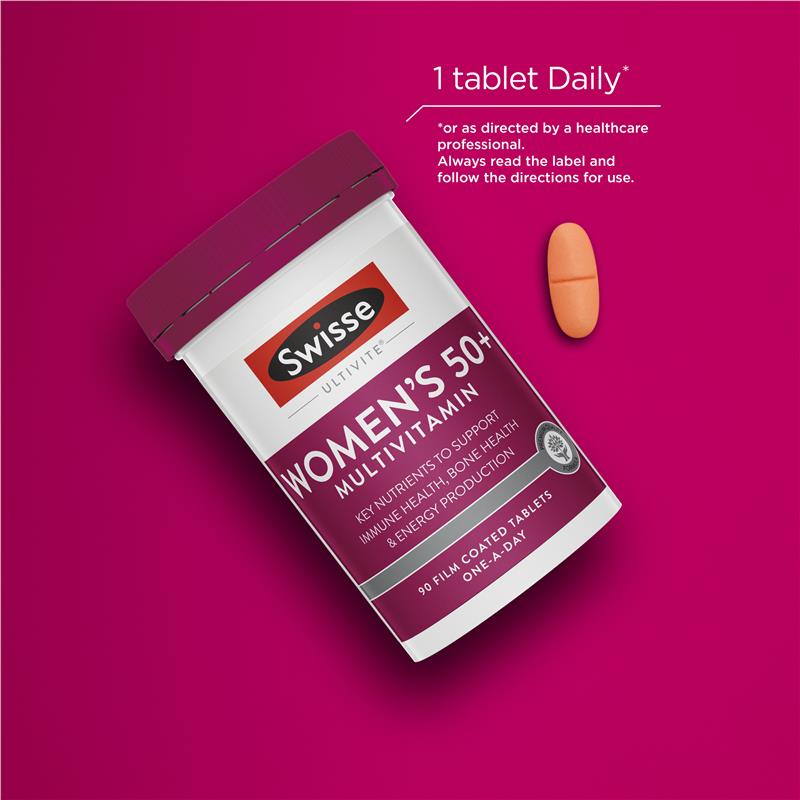 1 tablet Daily*
*or as directed by a healthcare
professional.
Always read the label and
follow the directions for use.
Swisse
ULTIVITE®
WOMEN'S 50+
MULTIVITAMIN
KEY NUTRIENTS TO SUPPORT
IMMUNE HEALTH, BONE HEALTH
& ENERGY PRODUCTION
90 FILM COATED TABLETS
ONE-A-DAY